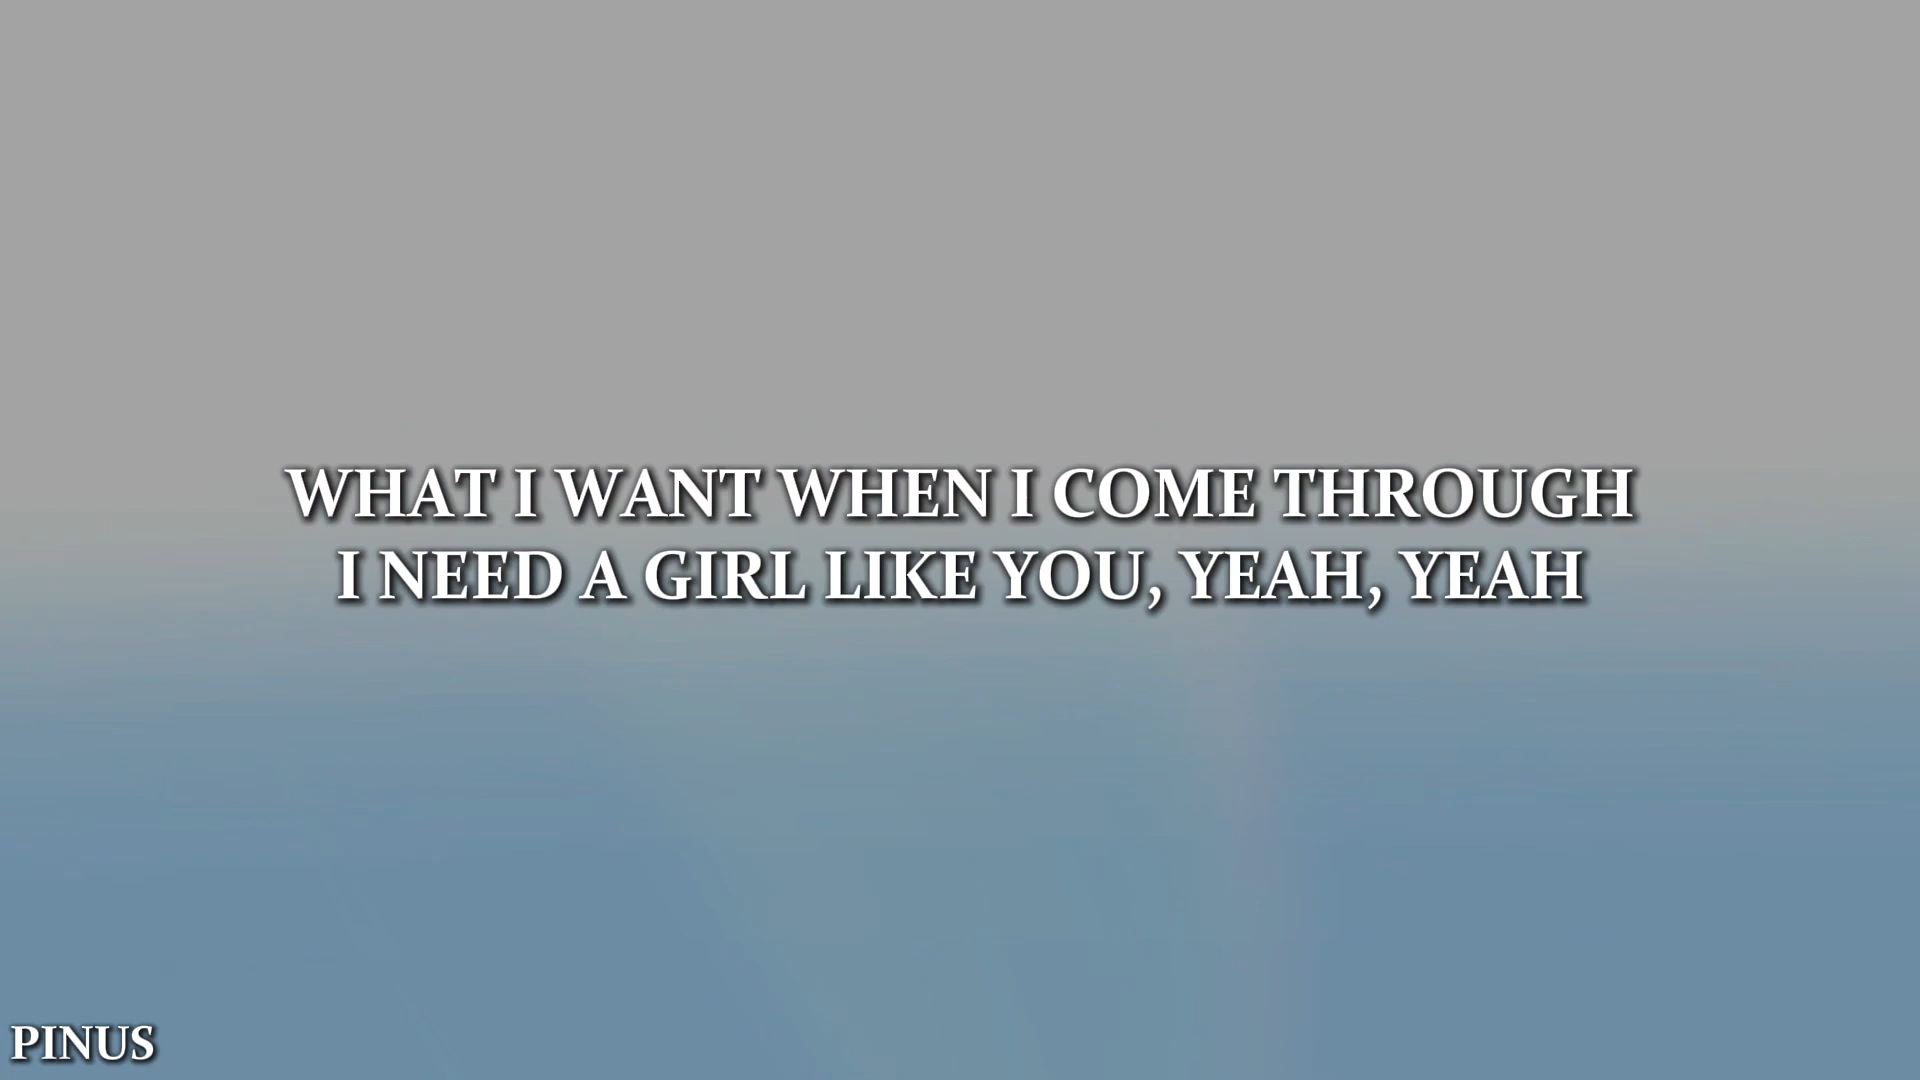 WHAT I WANT WHEN I COME THROUGH
I NEED A GIRL LIKE YOU, YEAH, YEAH
PINUS